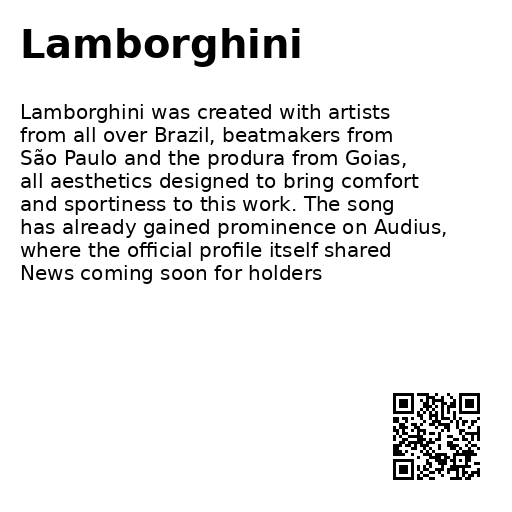 Lamborghini
Lamborghini was created with artists
from all over Brazil, beatmakers from
São Paulo and the produra from Goias,
all aesthetics designed to bring comfort
and sportiness to this work. The song
has already gained prominence on Audius,
where the official profile itself shared
News coming soon for holders